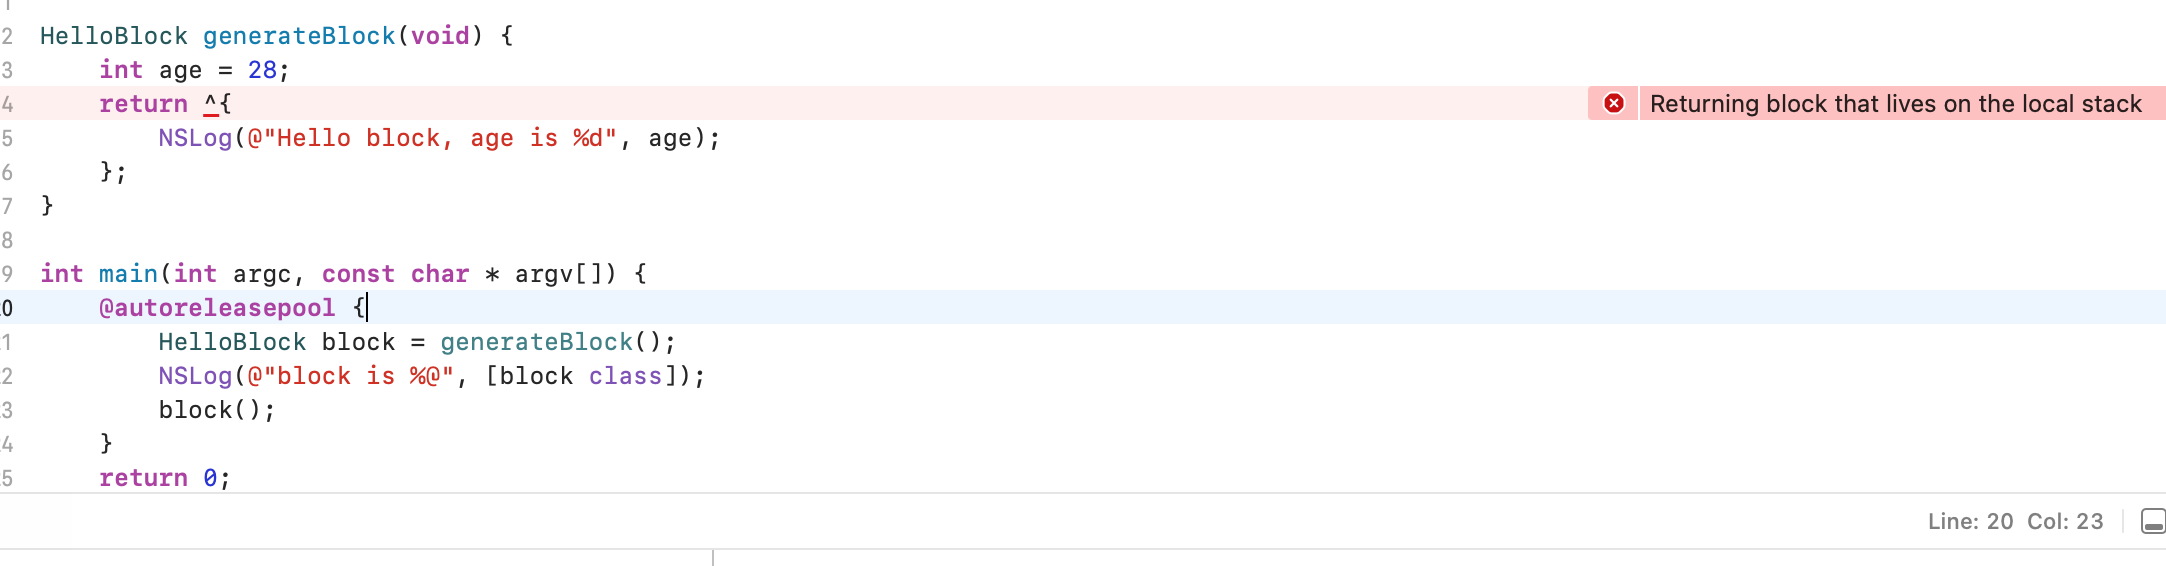 2 HelloBlock generateBlock(void) {
3     int age = 28;
4     return ^{ Returning block that lives on the local stack
5         NSLog(@"Hello block, age is %d", age);
6     };
7 }
8
9 int main(int argc, const char * argv[]) {
0     @autoreleasepool {
1         HelloBlock block = generateBlock();
2         NSLog(@"block is %@", [block class]);
3         block();
4     }
5     return 0;
Line: 20 Col: 23